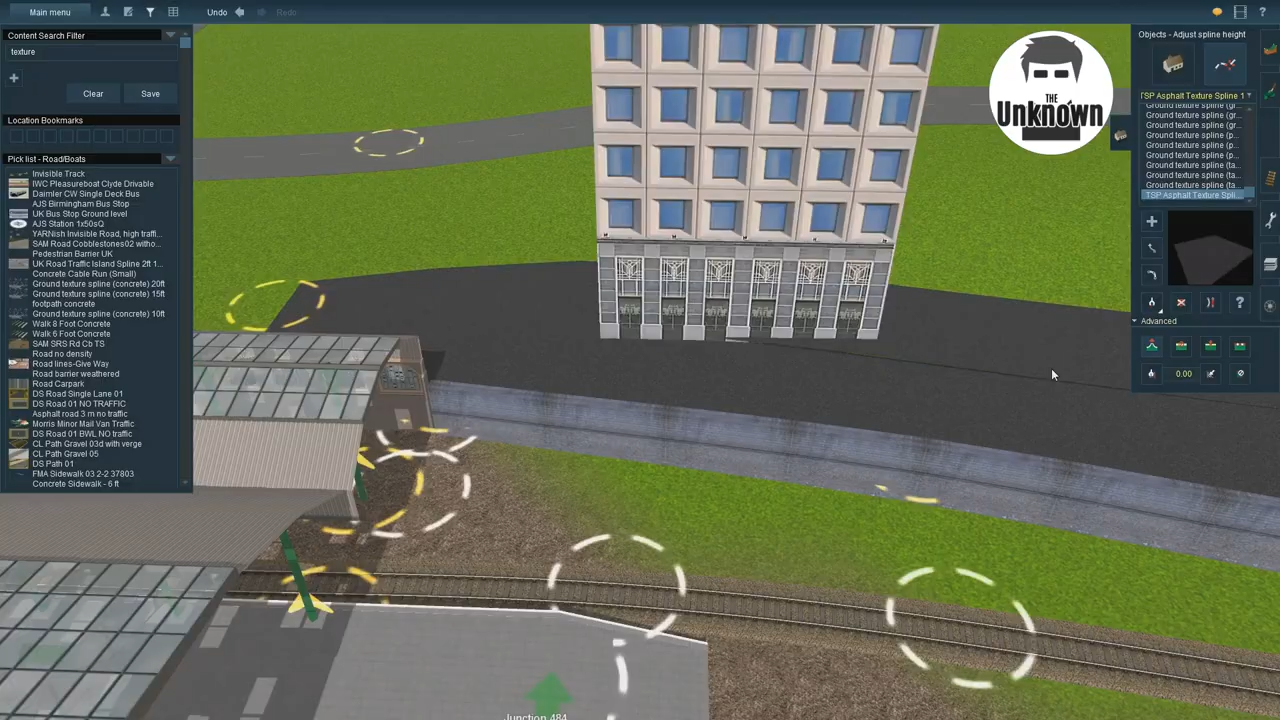 Main menu
Undo
Redo
Content Search Filter
texture
Clear
Save
Location Bookmarks
Pick list - Road/Boats
Invisible Track
IWC Pleasureboat Clyde Drivable
Daimler CW Single Deck Bus
AJS Birmingham Bus Stop
UK Bus Stop Ground level
AJS Station 1x50sQ
YARNish Invisible Road, high traffi...
SAM Road Cobblestones02 witho...
Pedestrian Barrier UK
UK Road Traffic Island Spline 2ft 1...
Concrete Cable Run (Small)
Ground texture spline (concrete) 20ft
Ground texture spline (concrete) 15ft
footpath concrete
Ground texture spline (concrete) 10ft
Walk 8 Foot Concrete
Walk 6 Foot Concrete
SAM SRS Rd Cb TS
Road no density
Road lines-Give Way
Road barrier weathered
Road Carpark
DS Road Single Lane 01
DS Road 01 NO TRAFFIC
Asphalt road 3 m no traffic
Morris Minor Mail Van Traffic
DS Road 01 BWL NO traffic
CL Path Gravel 03d with verge
CL Path Gravel 05
DS Path 01
FMA Sidewalk 03.2-2 37803
Concrete Sidewalk - 6 ft
THE
Unknown
Objects - Adjust spline height
TSP Asphalt Texture Spline 1
Ground texture spline (gr...
Ground texture spline (gr...
Ground texture spline (gr...
Ground texture spline (p...
Ground texture spline (p...
Ground texture spline (p...
Ground texture spline (ta...
Ground texture spline (ta...
Ground texture spline (ta...
TSP Asphalt Texture Spli...
Advanced
0.00
Junction 484